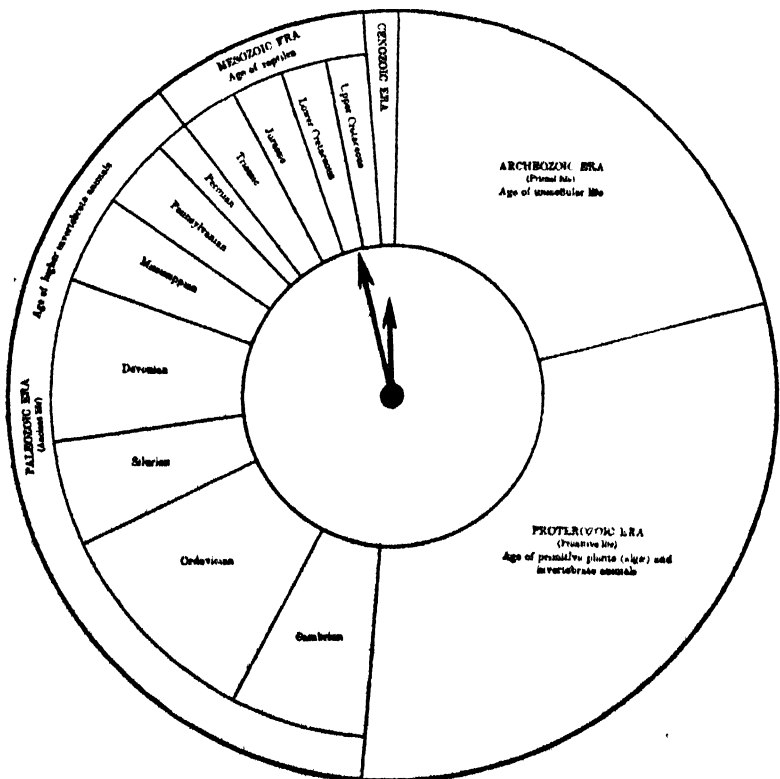 MESOZOIC ERA
Age of reptiles
CENOZOIC ERA
Upper Cretaceous
Lower Cretaceous
Jurassic
Triassic
Permian
Pennsylvanian
Mississippian
Devonian
Silurian
Ordovician
Cambrian
Age of higher invertebrate animals
PALEOZOIC ERA
(Ancient life)
ARCHEOZOIC ERA
(Primal life)
Age of unicellular life
PROTEROZOIC ERA
(Primitive life)
Age of primitive plants (algæ) and
invertebrate animals